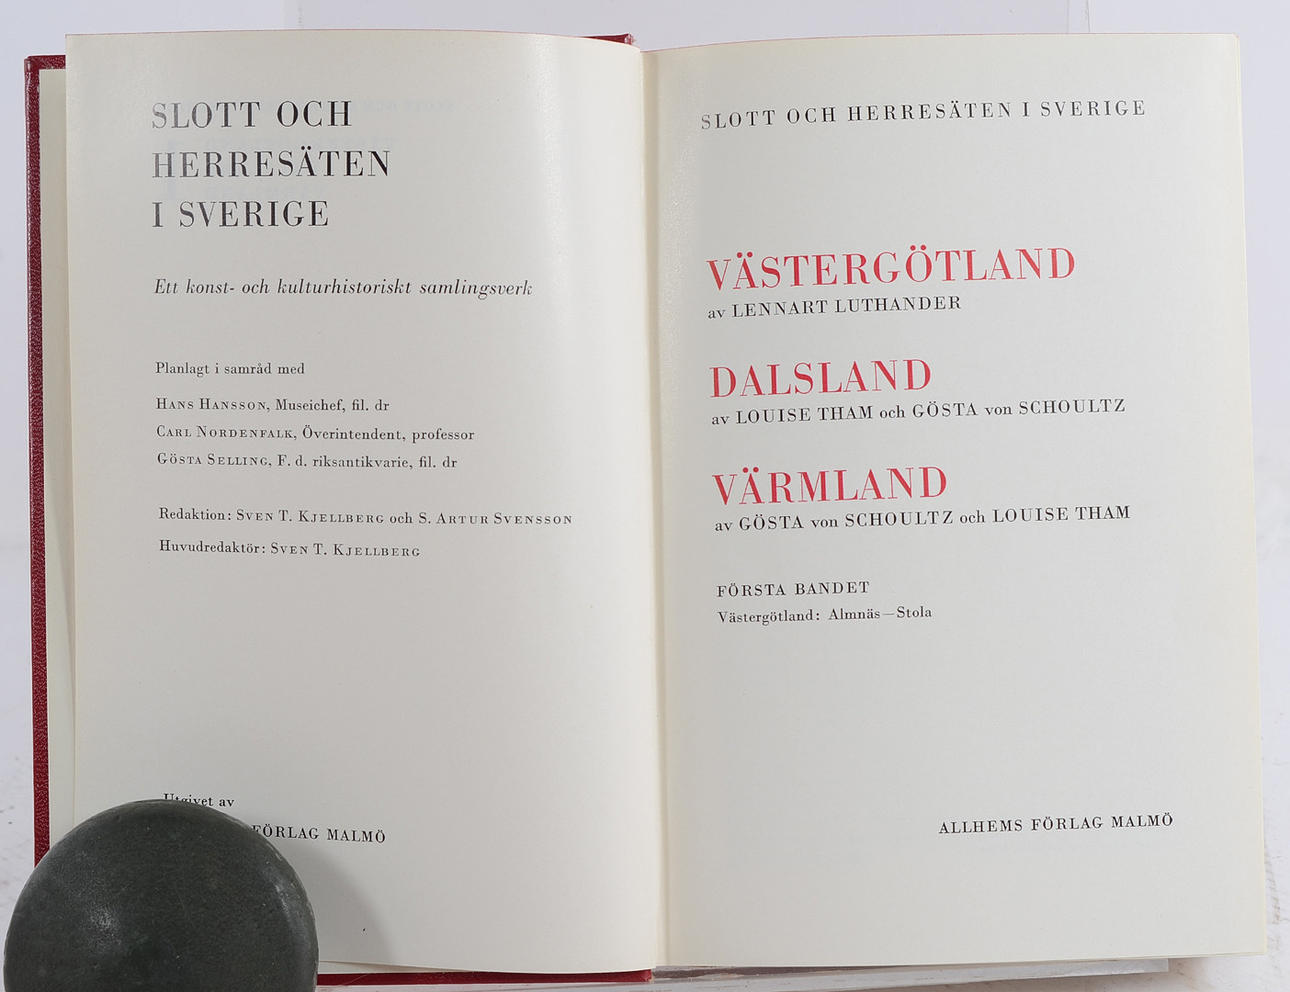 SLOTT OCH
HERRESÄTEN
I SVERIGE
Ett konst- och kulturhistoriskt samlingsverk
Planlagt i samråd med
HANS HANSSON, Museichef, fil. dr
CARL NORDENFALK, Överintendent, professor
GÖSTA SELLING, F. d. riksantikvarie, fil. dr
Redaktion: SVEN T. KJELLBERG och S. ARTUR SVENSSON
Huvudredaktör: SVEN T. KJELLBERG
Utgivet av
FÖRLAG MALMÖ
SLOTT OCH HERRESÄTEN I SVERIGE
VÄSTERGÖTLAND
av LENNART LUTHANDER
DALSLAND
av LOUISE THAM och GÖSTA von SCHOULTZ
VÄRMLAND
av GÖSTA von SCHOULTZ och LOUISE THAM
FÖRSTA BANDET
Västergötland: Almnäs—Stola
ALLHEMS FÖRLAG MALMÖ